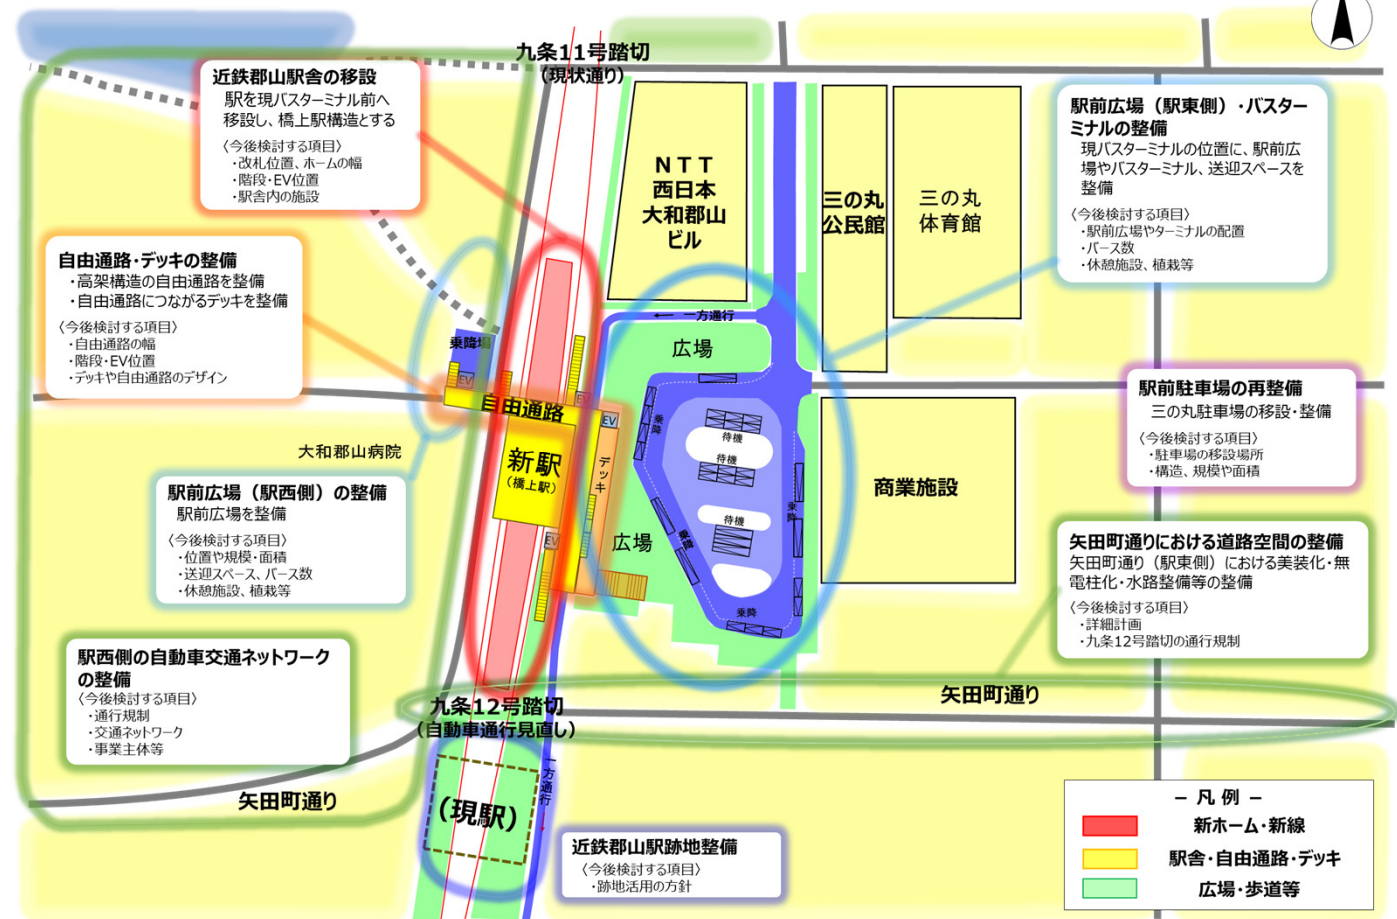 九条11号踏切
(現状通り)
近鉄郡山駅舎の移設
駅を現バスターミナル前へ
移設し、橋上駅構造とする
〈今後検討する項目〉
・改札位置、ホームの幅
・階段・EV位置
・駅舎内の施設
自由通路・デッキの整備
・高架構造の自由通路を整備
・自由通路につながるデッキを整備
〈今後検討する項目〉
・自由通路の幅
・階段・EV位置
・デッキや自由通路のデザイン
NTT
西日本
大和郡山
ビル
三の丸
公民館
三の丸
体育館
駅前広場（駅東側）・バスター
ミナルの整備
現バスターミナルの位置に、駅前広
場やバスターミナル、送迎スペースを
整備
〈今後検討する項目〉
・駅前広場やターミナルの配置
・バース数
・休憩施設、植栽等
← 一方通行
広場
乗降場
EV
自由通路
EV
EV
新駅
(橋上駅)
デッキ
EV
広場
乗降
待機
待機
待機
乗降
乗降
乗降
商業施設
駅前駐車場の再整備
三の丸駐車場の移設・整備
〈今後検討する項目〉
・駐車場の移設場所
・構造、規模や面積
大和郡山病院
駅前広場（駅西側）の整備
駅前広場を整備
〈今後検討する項目〉
・位置や規模・面積
・送迎スペース、バース数
・休憩施設、植栽等
矢田町通りにおける道路空間の整備
矢田町通り（駅東側）における美装化・無
電柱化・水路整備等の整備
〈今後検討する項目〉
・詳細計画
・九条12号踏切の通行規制
駅西側の自動車交通ネットワーク
の整備
〈今後検討する項目〉
・通行規制
・交通ネットワーク
・事業主体等
九条12号踏切
(自動車通行見直し)
矢田町通り
矢田町通り
一方通行→
(現駅)
近鉄郡山駅跡地整備
〈今後検討する項目〉
・跡地活用の方針
－ 凡例 －
新ホーム・新線
駅舎・自由通路・デッキ
広場・歩道等